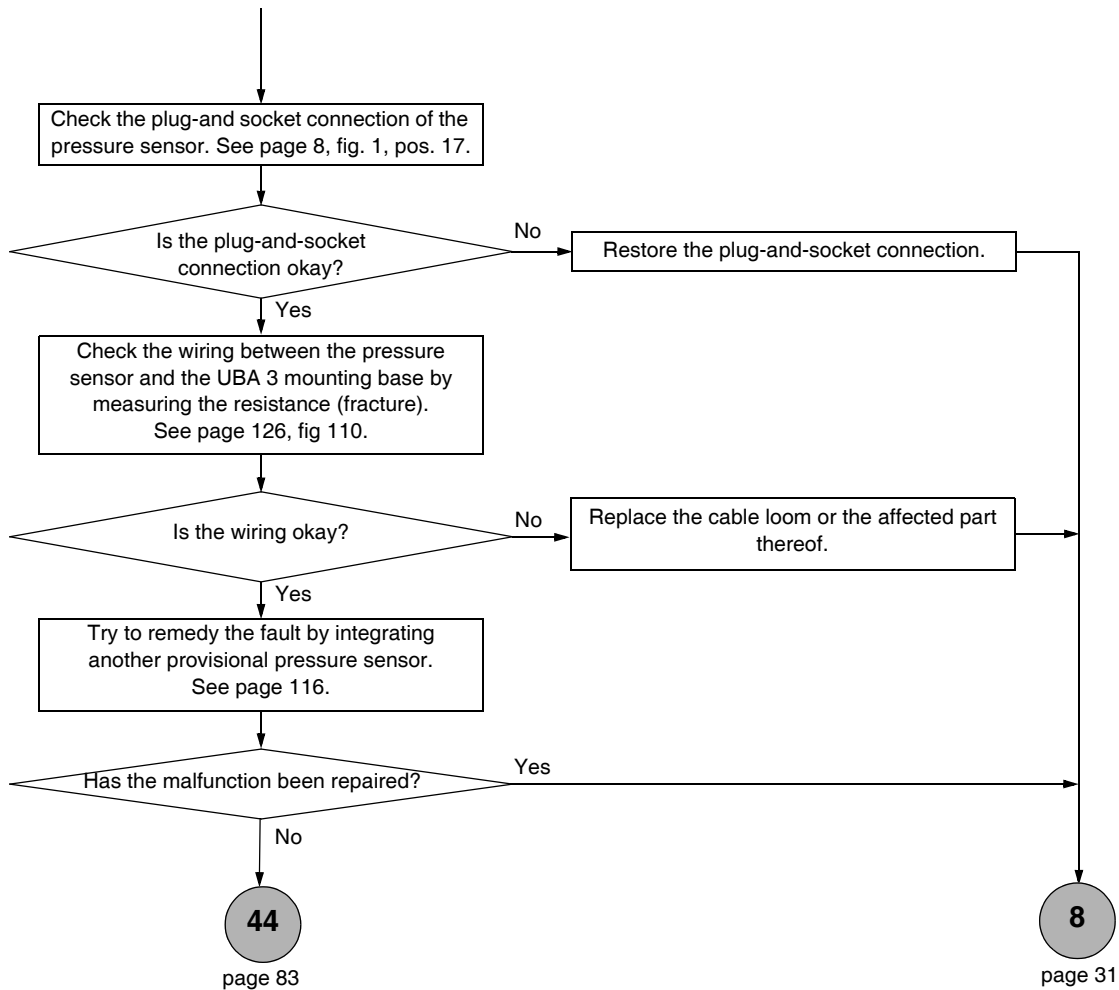 Check the plug-and socket connection of the
pressure sensor. See page 8, fig. 1, pos. 17.
Is the plug-and-socket
connection okay?
No
Restore the plug-and-socket connection.
Yes
Check the wiring between the pressure
sensor and the UBA 3 mounting base by
measuring the resistance (fracture).
See page 126, fig 110.
Is the wiring okay?
No
Replace the cable loom or the affected part
thereof.
Yes
Try to remedy the fault by integrating
another provisional pressure sensor.
See page 116.
Has the malfunction been repaired?
Yes
No
44
page 83
8
page 31